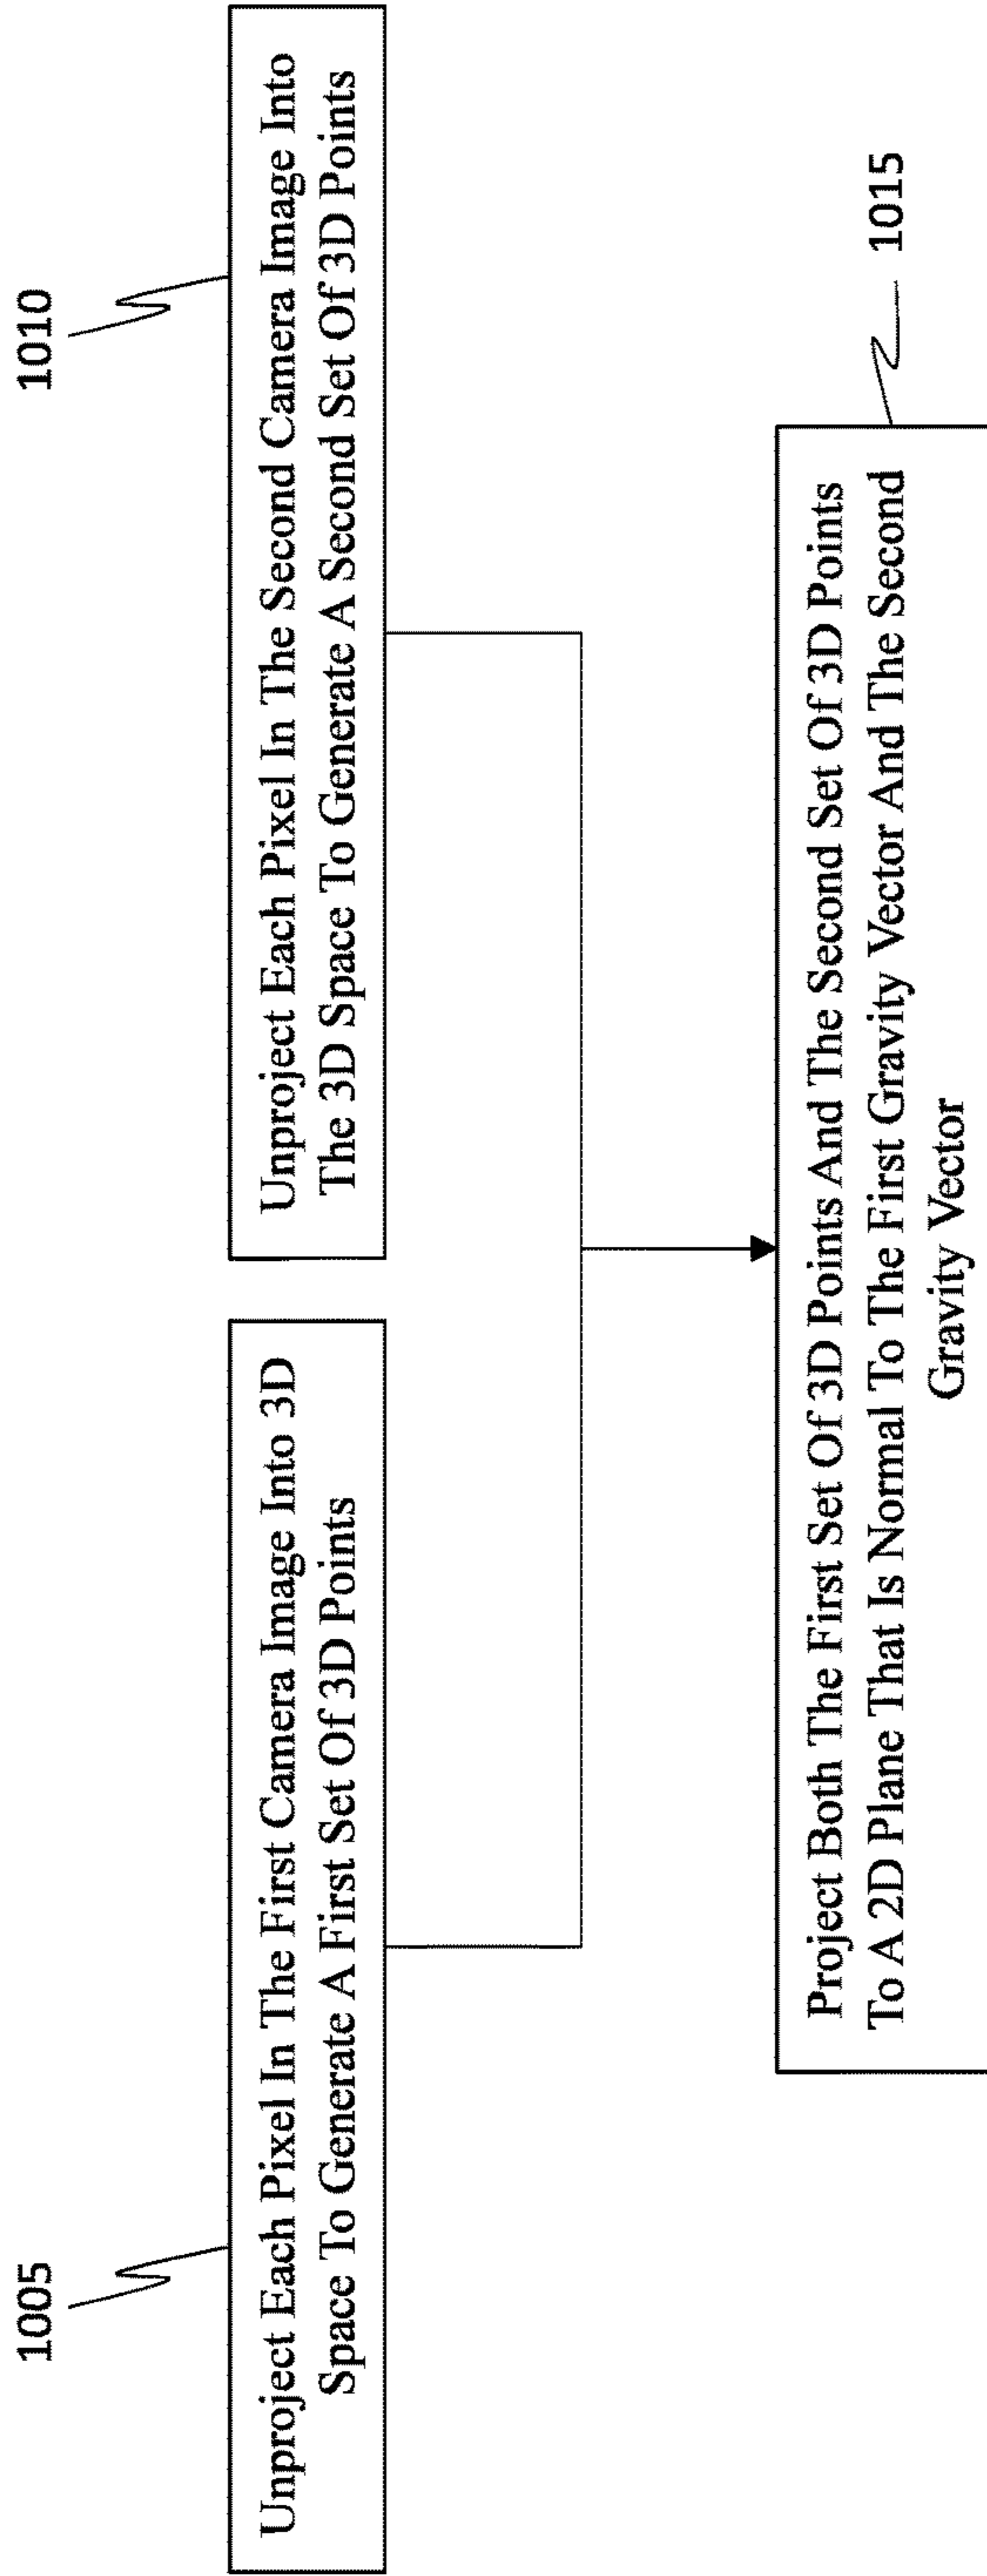 1005
Unproject Each Pixel In The First Camera Image Into 3D
Space To Generate A First Set Of 3D Points
1010
Unproject Each Pixel In The Second Camera Image Into
The 3D Space To Generate A Second Set Of 3D Points
1015
Project Both The First Set Of 3D Points And The Second Set Of 3D Points
To A 2D Plane That Is Normal To The First Gravity Vector And The Second
Gravity Vector